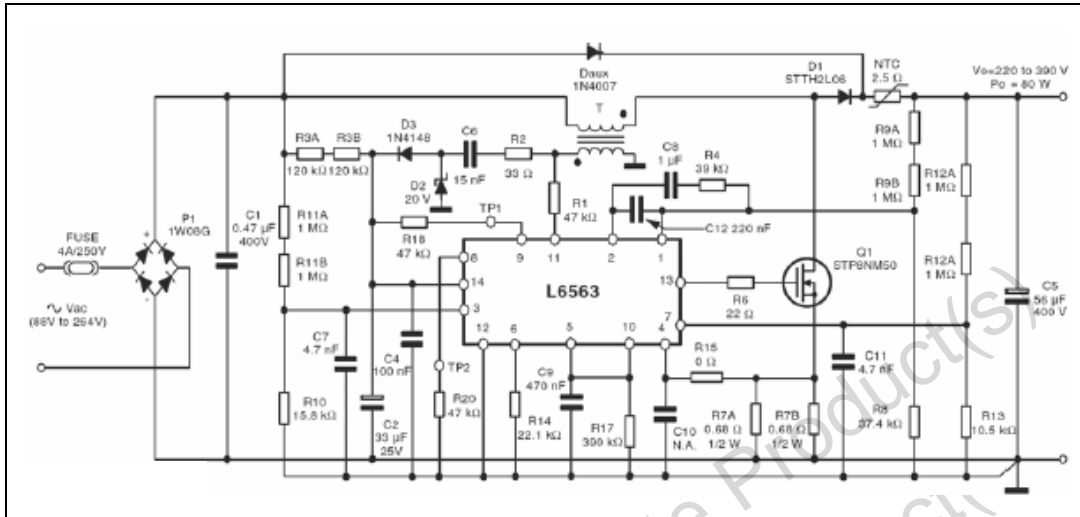 Daux
1N4007
T
D1
STTH2L06
NTC
2.5 Ω
Vo=220 to 390 V
Po = 80 W
R3A
120 kΩ
R3B
120 kΩ
D3
1N4148
C6
15 nF
R2
33 Ω
C8
1 µF
R4
39 kΩ
R9A
1 MΩ
R9B
1 MΩ
R12A
1 MΩ
R12A
1 MΩ
D2
20 V
TP1
R1
47 kΩ
C12 220 nF
R18
47 kΩ
P1
1W08G
C1
0.47 µF
400V
R11A
1 MΩ
R11B
1 MΩ
FUSE
4A/250V
Vac
(88V to 264V)
+
-
8
14
3
9
11
2
1
13
7
4
12
6
5
10
L6563
Q1
STP8NM50
R6
22 Ω
C5
56 µF
400 V
C7
4.7 nF
C4
100 nF
TP2
R20
47 kΩ
C9
470 nF
R14
22.1 kΩ
R17
390 kΩ
R15
0 Ω
C10
N.A.
R7A
0.68 Ω
1/2 W
R7B
0.68 Ω
1/2 W
C11
4.7 nF
R8
37.4 kΩ
R13
10.5 kΩ
R10
15.8 kΩ
C2
33 µF
25V
Product(s)